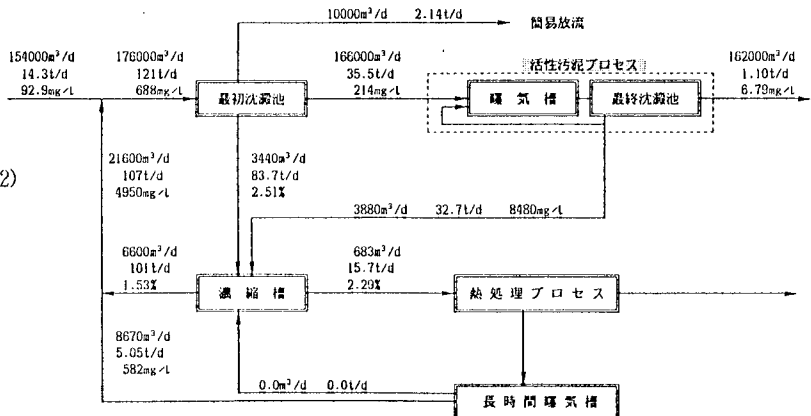 10000m³/d 2.14t/d
簡易放流
154000m³/d
14.3t/d
92.9mg/l
176000m³/d
121t/d
688mg/l
最初沈澱池
166000m³/d
35.5t/d
214mg/l
活性汚泥プロセス
曝気槽
最終沈澱池
162000m³/d
1.10t/d
6.79mg/l
2)
21600m³/d
107t/d
4950mg/l
3440m³/d
83.7t/d
2.51%
3880m³/d 32.7t/d 8480mg/l
6600m³/d
101t/d
1.53%
濃縮槽
683m³/d
15.7t/d
2.29%
熱処理プロセス
8670m³/d
5.05t/d
582mg/l
0.0m³/d 0.0t/d
長時間曝気槽